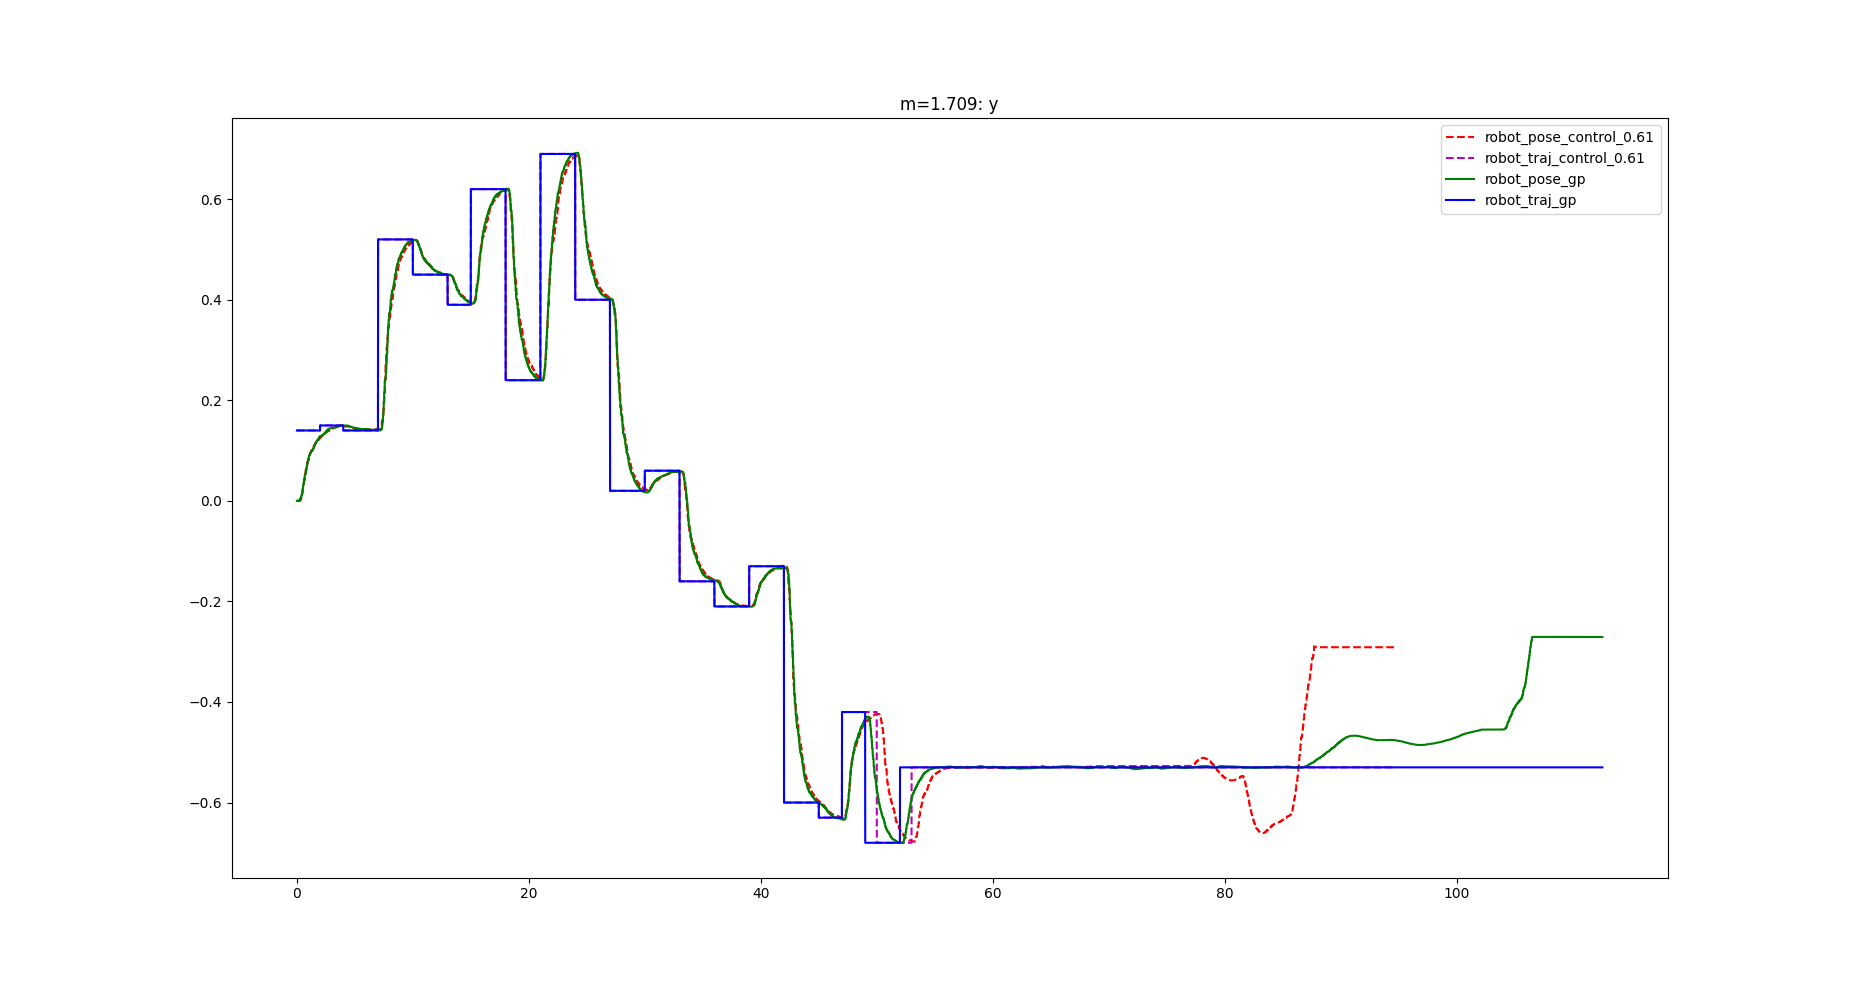 m=1.709: y
robot_pose_control_0.61
robot_traj_control_0.61
robot_pose_gp
robot_traj_gp
0.6
0.4
0.2
0.0
−0.2
−0.4
−0.6
0 20 40 60 80 100